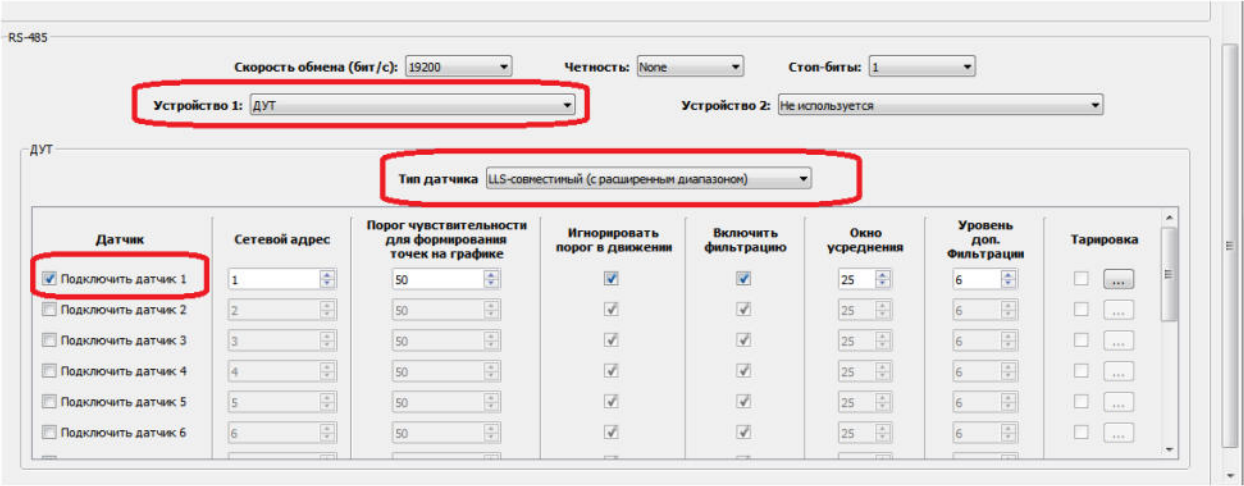 RS-485
Скорость обмена (бит/с): 19200 Четность: None Стоп-биты: 1
Устройство 1: ДУТ Устройство 2: Не используется
ДУТ
Тип датчика LLS-совместимый (с расширенным диапазоном)
Датчик Сетевой адрес Порог чувствительности для формирования точек на графике Игнорировать порог в движении Включить фильтрацию Окно усреднения Уровень доп. Фильтрации Тарировка
Подключить датчик 1 1 50 25 6 ...
Подключить датчик 2 2 50 25 6 ...
Подключить датчик 3 3 50 25 6 ...
Подключить датчик 4 4 50 25 6 ...
Подключить датчик 5 5 50 25 6 ...
Подключить датчик 6 6 50 25 6 ...